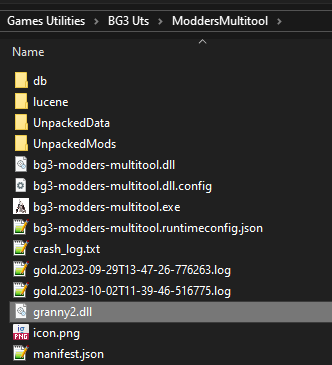 Games Utilities > BG3 Uts > ModdersMultitool >
Name
db
lucene
UnpackedData
UnpackedMods
bg3-modders-multitool.dll
bg3-modders-multitool.dll.config
bg3-modders-multitool.exe
bg3-modders-multitool.runtimeconfig.json
crash_log.txt
gold.2023-09-29T13-47-26-776263.log
gold.2023-10-02T11-39-46-516775.log
granny2.dll
icon.png
manifest.json